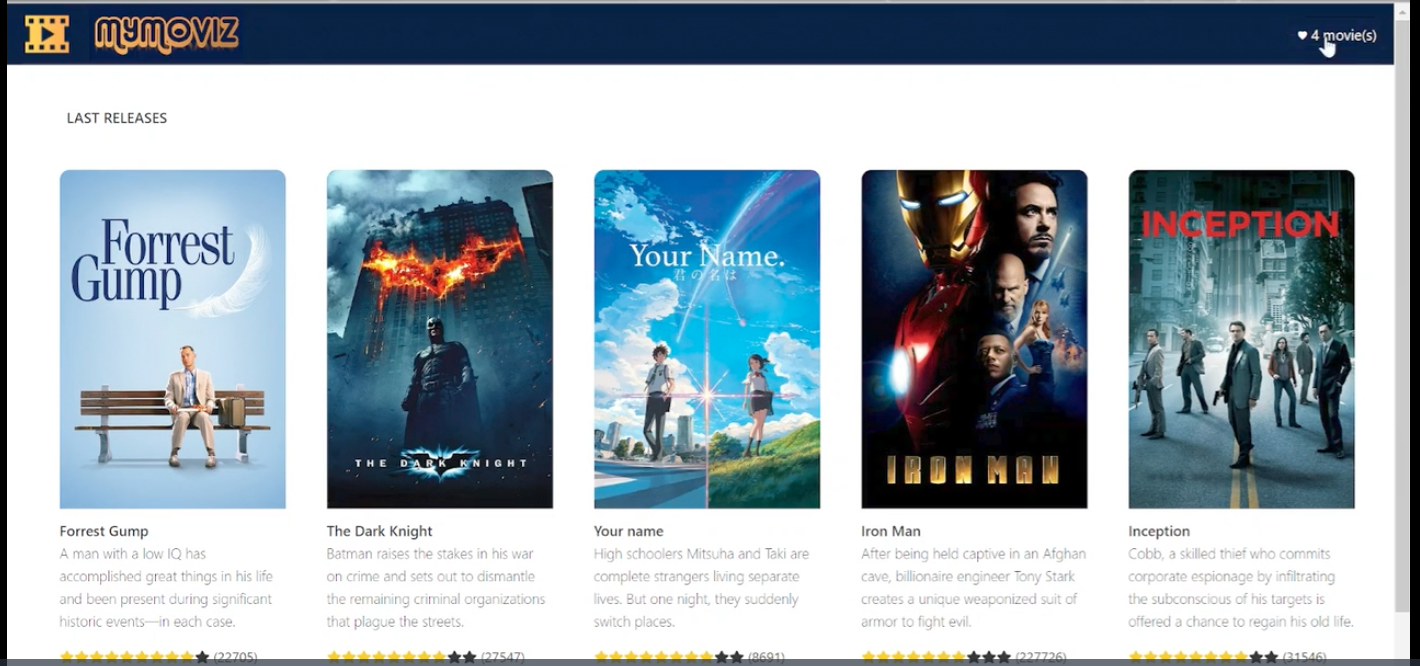 MYMOVIZ
4 movie(s)
LAST RELEASES
Forrest
Gump
THE DARK KNIGHT
Your Name.
君の名は
IRON MAN
INCEPTION
Forrest Gump
A man with a low IQ has
accomplished great things in his life
and been present during significant
historic events—in each case.
(22705)
The Dark Knight
Batman raises the stakes in his war
on crime and sets out to dismantle
the remaining criminal organizations
that plague the streets.
(27547)
Your name
High schoolers Mitsuha and Taki are
complete strangers living separate
lives. But one night, they suddenly
switch places.
(8691)
Iron Man
After being held captive in an Afghan
cave, billionaire engineer Tony Stark
creates a unique weaponized suit of
armor to fight evil.
(227726)
Inception
Cobb, a skilled thief who commits
corporate espionage by infiltrating
the subconscious of his targets is
offered a chance to regain his old life.
(31546)